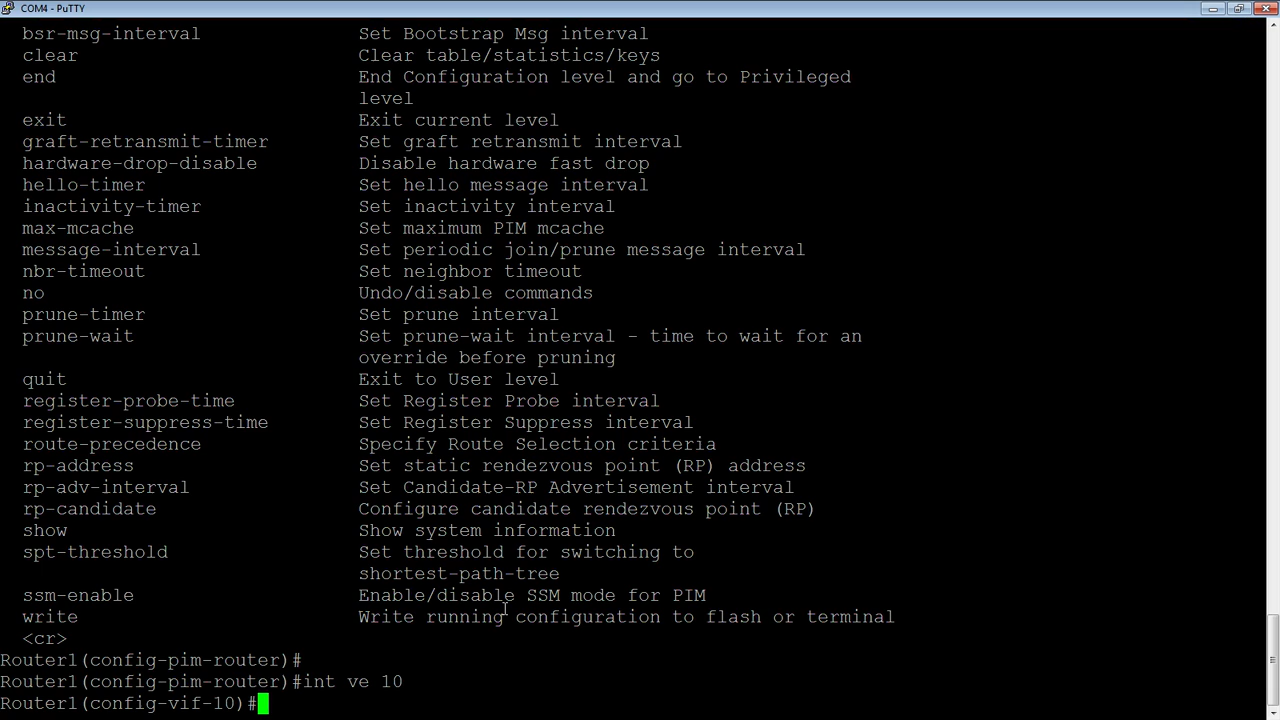 COM4 - PuTTY
bsr-msg-interval Set Bootstrap Msg interval
clear Clear table/statistics/keys
end End Configuration level and go to Privileged
level
exit Exit current level
graft-retransmit-timer Set graft retransmit interval
hardware-drop-disable Disable hardware fast drop
hello-timer Set hello message interval
inactivity-timer Set inactivity interval
max-mcache Set maximum PIM mcache
message-interval Set periodic join/prune message interval
nbr-timeout Set neighbor timeout
no Undo/disable commands
prune-timer Set prune interval
prune-wait Set prune-wait interval - time to wait for an
override before pruning
quit Exit to User level
register-probe-time Set Register Probe interval
register-suppress-time Set Register Suppress interval
route-precedence Specify Route Selection criteria
rp-address Set static rendezvous point (RP) address
rp-adv-interval Set Candidate-RP Advertisement interval
rp-candidate Configure candidate rendezvous point (RP)
show Show system information
spt-threshold Set threshold for switching to
shortest-path-tree
ssm-enable Enable/disable SSM mode for PIM
write Write running configuration to flash or terminal
<cr>
Router1(config-pim-router)#
Router1(config-pim-router)#int ve 10
Router1(config-vif-10)#